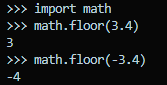 >>> import math
>>> math.floor(3.4)
3
>>> math.floor(-3.4)
-4